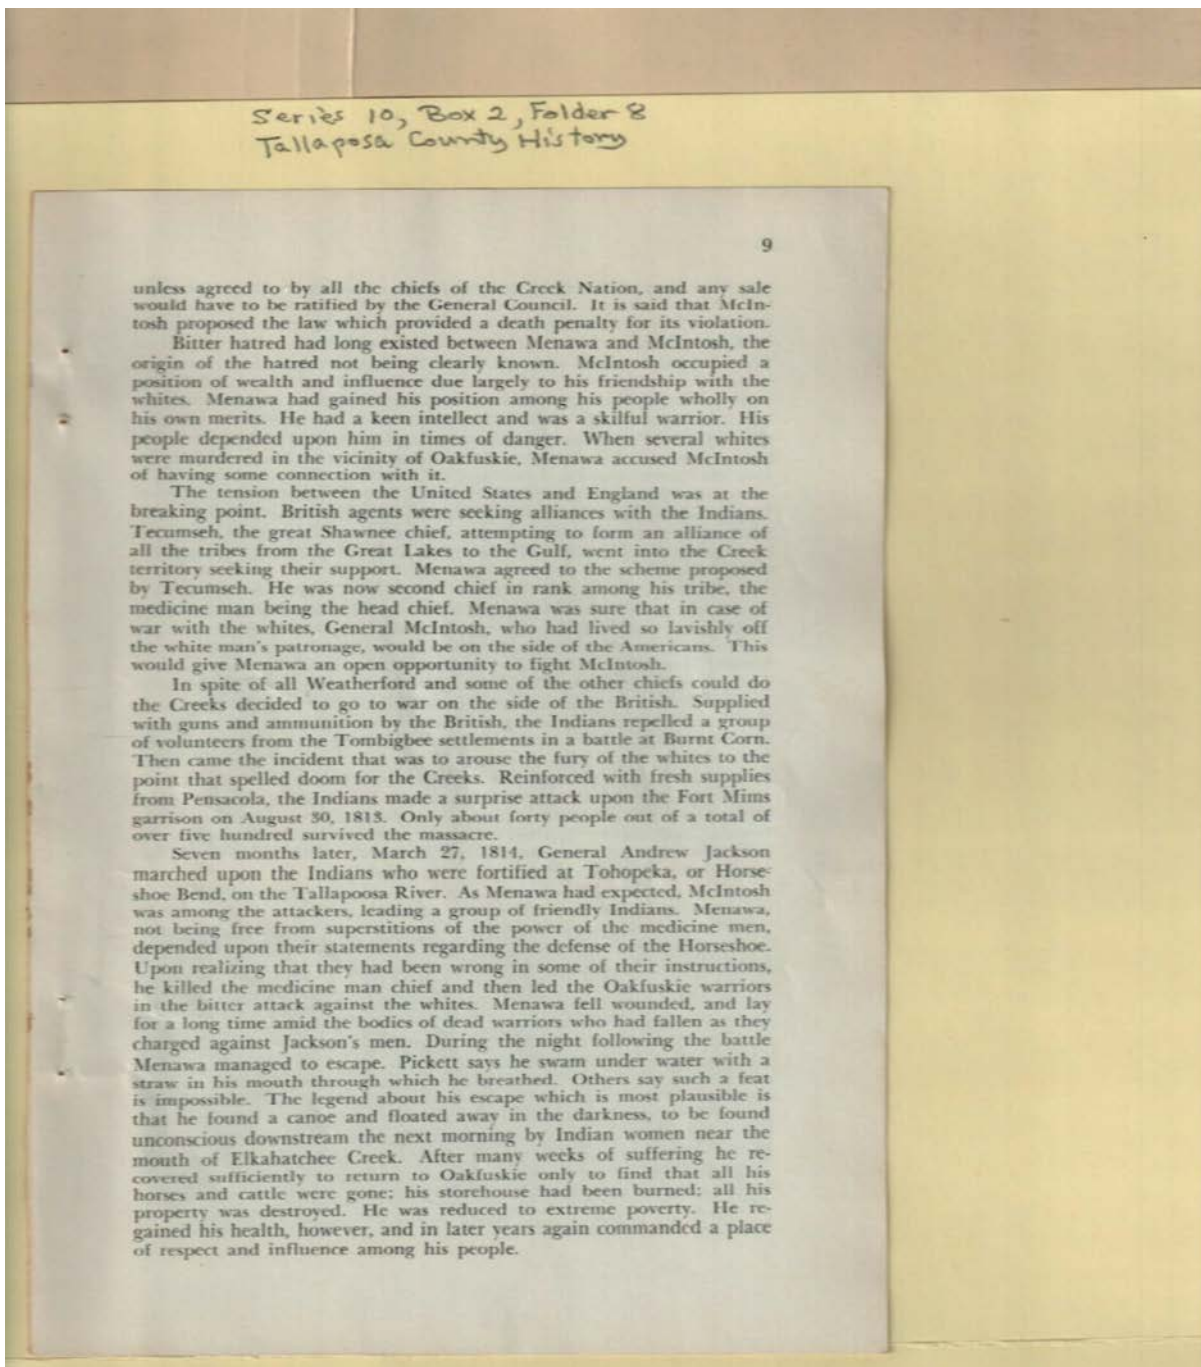 Series 10, Box 2, Folder 8
Tallaposa County History
9
unless agreed to by all the chiefs of the Creek Nation, and any sale
would have to be ratified by the General Council. It is said that McIn-
tosh proposed the law which provided a death penalty for its violation.
Bitter hatred had long existed between Menawa and McIntosh, the
origin of the hatred not being clearly known. McIntosh occupied a
position of wealth and influence due largely to his friendship with the
whites. Menawa had gained his position among his people wholly on
his own merits. He had a keen intellect and was a skilful warrior. His
people depended upon him in times of danger. When several whites
were murdered in the vicinity of Oakfuskie, Menawa accused McIntosh
of having some connection with it.
The tension between the United States and England was at the
breaking point. British agents were seeking alliances with the Indians.
Tecumseh, the great Shawnee chief, attempting to form an alliance of
all the tribes from the Great Lakes to the Gulf, went into the Creek
territory seeking their support. Menawa agreed to the scheme proposed
by Tecumseh. He was now second chief in rank among his tribe, the
medicine man being the head chief. Menawa was sure that in case of
war with the whites, General McIntosh, who had lived so lavishly off
the white man's patronage, would be on the side of the Americans. This
would give Menawa an open opportunity to fight McIntosh.
In spite of all Weatherford and some of the other chiefs could do
the Creeks decided to go to war on the side of the British. Supplied
with guns and ammunition by the British, the Indians repelled a group
of volunteers from the Tombigbee settlements in a battle at Burnt Corn.
Then came the incident that was to arouse the fury of the whites to the
point that spelled doom for the Creeks. Reinforced with fresh supplies
from Pensacola, the Indians made a surprise attack upon the Fort Mims
garrison on August 30, 1813. Only about forty people out of a total of
over five hundred survived the massacre.
Seven months later, March 27, 1814, General Andrew Jackson
marched upon the Indians who were fortified at Tohopeka, or Horse-
shoe Bend, on the Tallapoosa River. As Menawa had expected, McIntosh
was among the attackers, leading a group of friendly Indians. Menawa,
not being free from superstitions of the power of the medicine men,
depended upon their statements regarding the defense of the Horseshoe.
Upon realizing that they had been wrong in some of their instructions,
he killed the medicine man chief and then led the Oakfuskie warriors
in the bitter attack against the whites. Menawa fell wounded, and lay
for a long time amid the bodies of dead warriors who had fallen as they
charged against Jackson's men. During the night following the battle
Menawa managed to escape. Pickett says he swam under water with a
straw in his mouth through which he breathed. Others say such a feat
is impossible. The legend about his escape which is most plausible is
that he found a canoe and floated away in the darkness, to be found
unconscious downstream the next morning by Indian women near the
mouth of Elkahatchee Creek. After many weeks of suffering he re-
covered sufficiently to return to Oakfuskie only to find that all his
horses and cattle were gone; his storehouse had been burned; all his
property was destroyed. He was reduced to extreme poverty. He re-
gained his health, however, and in later years again commanded a place
of respect and influence among his people.